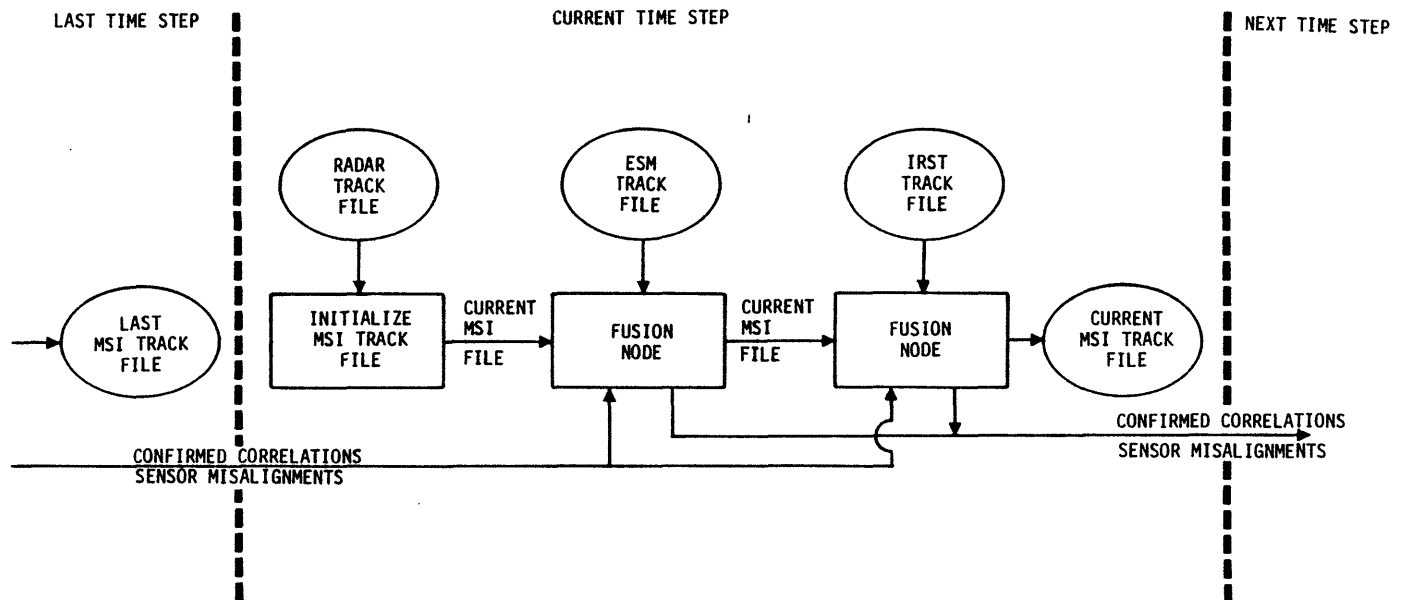 LAST TIME STEP
CURRENT TIME STEP
NEXT TIME STEP
RADAR
TRACK
FILE
ESM
TRACK
FILE
IRST
TRACK
FILE
LAST
MSI TRACK
FILE
INITIALIZE
MSI TRACK
FILE
CURRENT
MSI
FILE
FUSION
NODE
CURRENT
MSI
FILE
FUSION
NODE
CURRENT
MSI TRACK
FILE
CONFIRMED CORRELATIONS
SENSOR MISALIGNMENTS
CONFIRMED CORRELATIONS
SENSOR MISALIGNMENTS